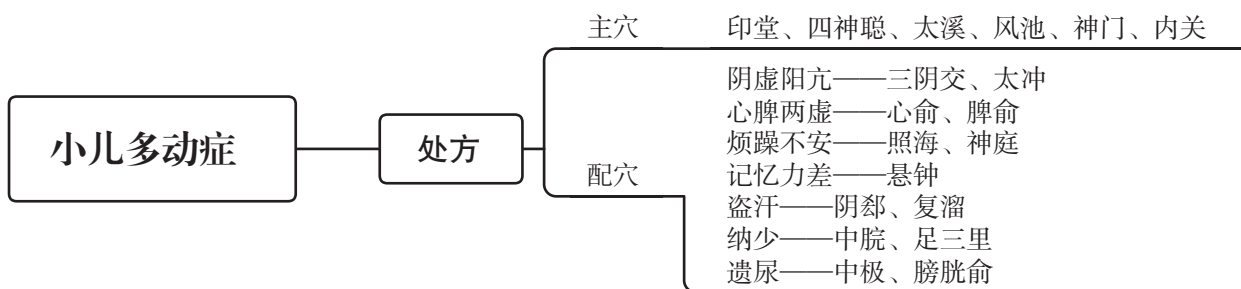 小儿多动症
处方
主穴
印堂、四神聪、太溪、风池、神门、内关
配穴
阴虚阳亢——三阴交、太冲
心脾两虚——心俞、脾俞
烦躁不安——照海、神庭
记忆力差——悬钟
盗汗——阴郄、复溜
纳少——中脘、足三里
遗尿——中极、膀胱俞